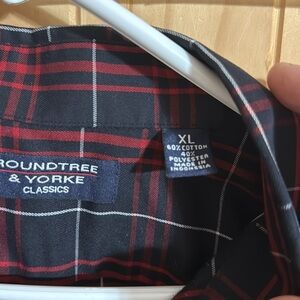 ROUNDTREE
& YORKE
CLASSICS
XL
60% COTTON
40%
POLYESTER
MADE IN
INDONESIA